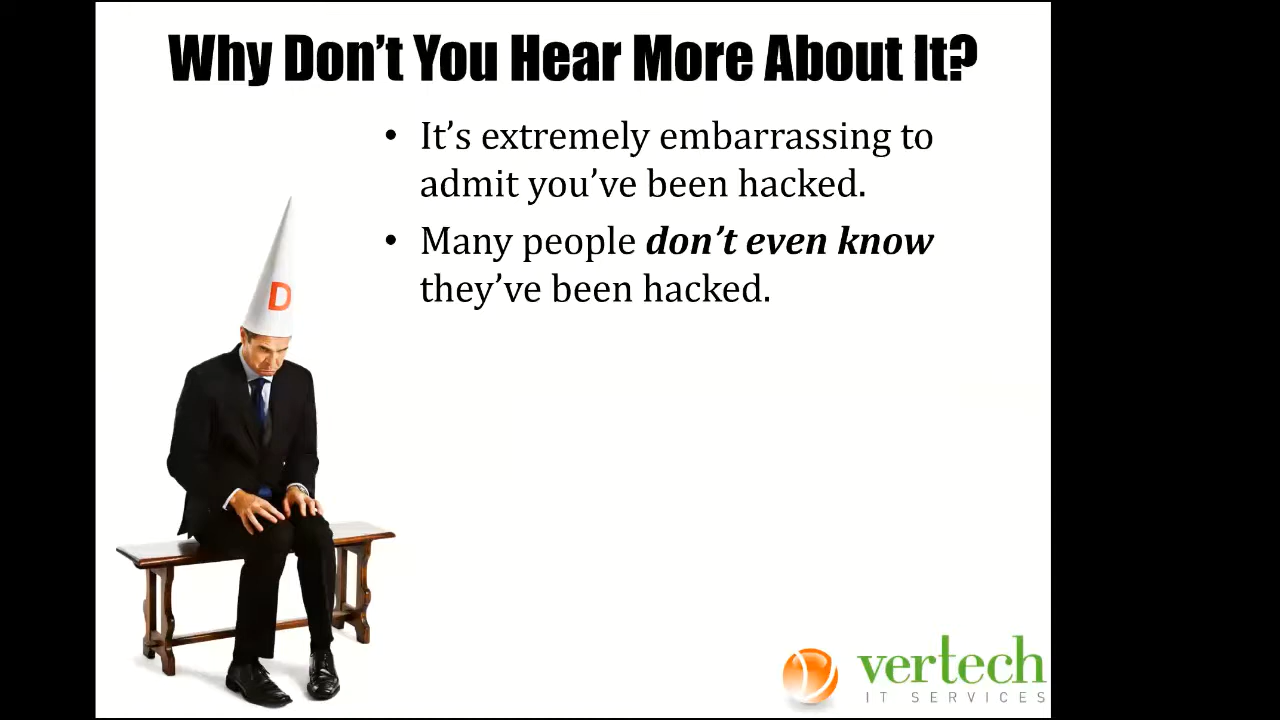 Why Don’t You Hear More About It?
• It’s extremely embarrassing to
admit you’ve been hacked.
• Many people don’t even know
they’ve been hacked.
D
vertech
IT SERVICES